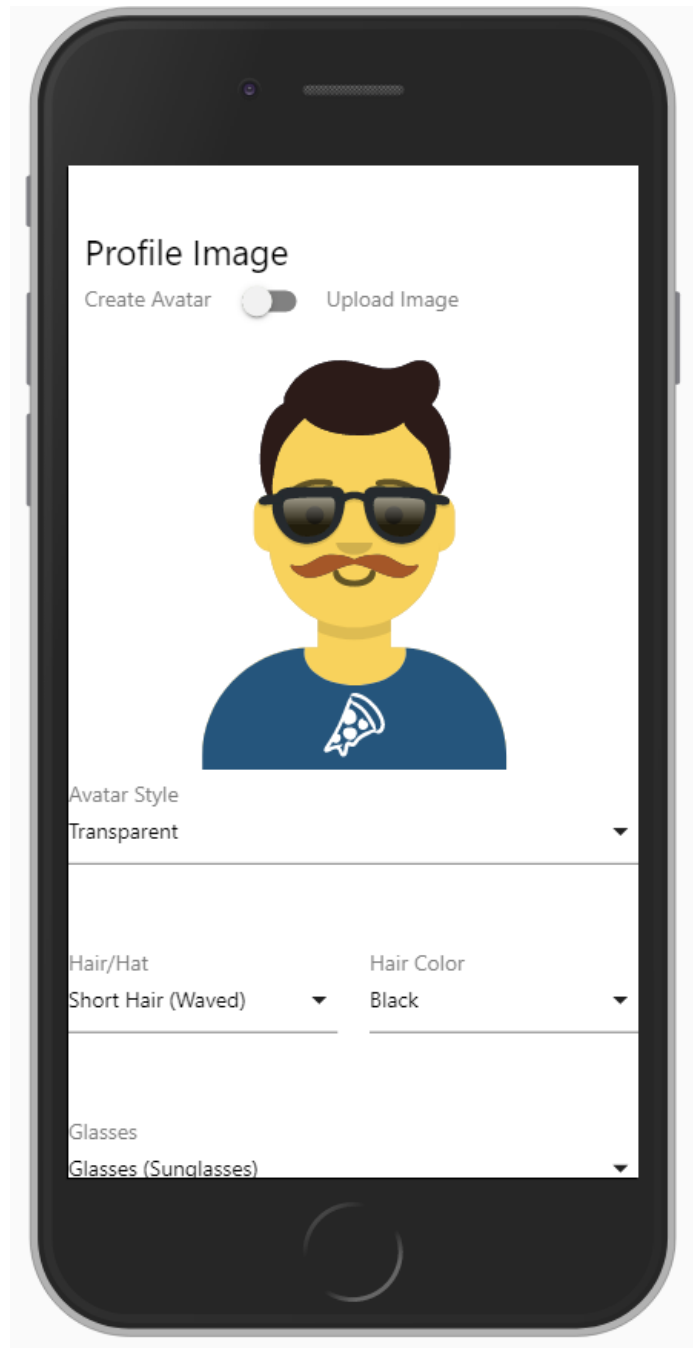 Profile Image
Create Avatar Upload Image
Avatar Style
Transparent
Hair/Hat Hair Color
Short Hair (Waved) Black
Glasses
Glasses (Sunglasses)